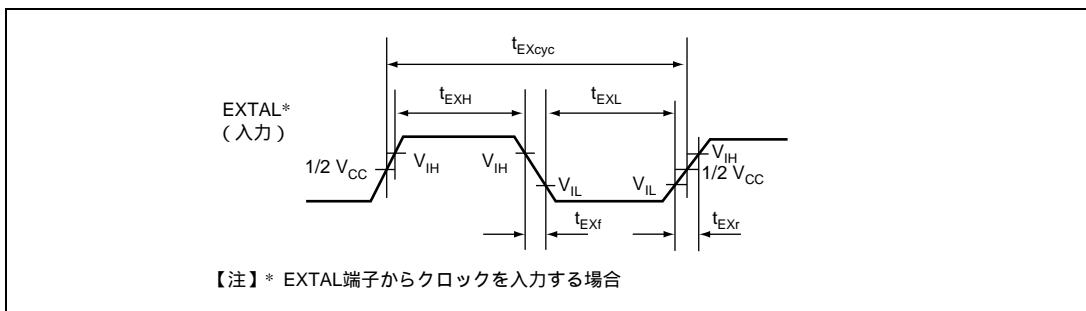 tEXcyc
tEXH
tEXL
EXTAL*
（入力）
1/2 VCC
VIH
VIH
VIL
VIL
VIH
1/2 VCC
tEXf
tEXr
【注】* EXTAL端子からクロックを入力する場合